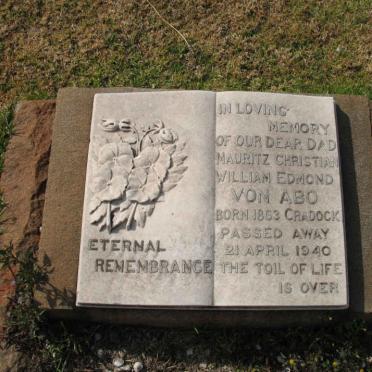 ETERNAL
REMEMBRANCE
IN LOVING
MEMORY
OF OUR DEAR DAD
MAURITZ CHRISTIAN
WILLIAM EDMOND
VON ABO
BORN 1863 CRADOCK
PASSED AWAY
21 APRIL 1940
THE TOIL OF LIFE
IS OVER